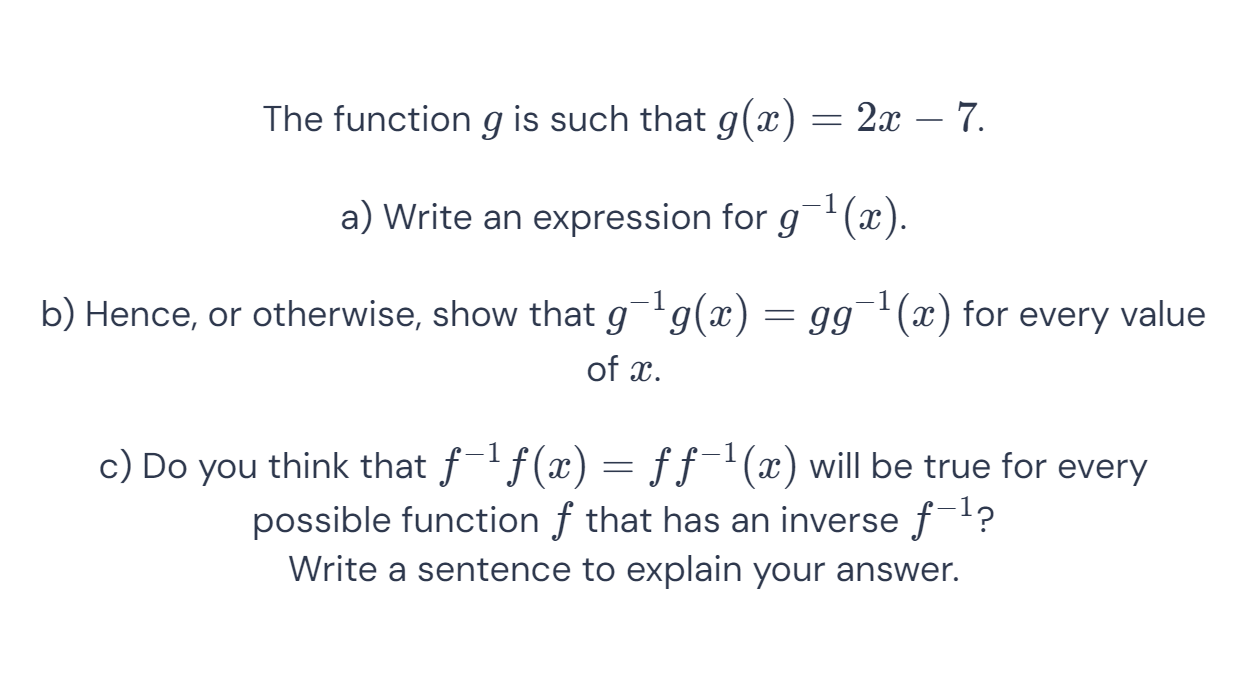 The function g is such that g(x) = 2x − 7.
a) Write an expression for g⁻¹(x).
b) Hence, or otherwise, show that g⁻¹g(x) = gg⁻¹(x) for every value
of x.
c) Do you think that f⁻¹f(x) = ff⁻¹(x) will be true for every
possible function f that has an inverse f⁻¹?
Write a sentence to explain your answer.